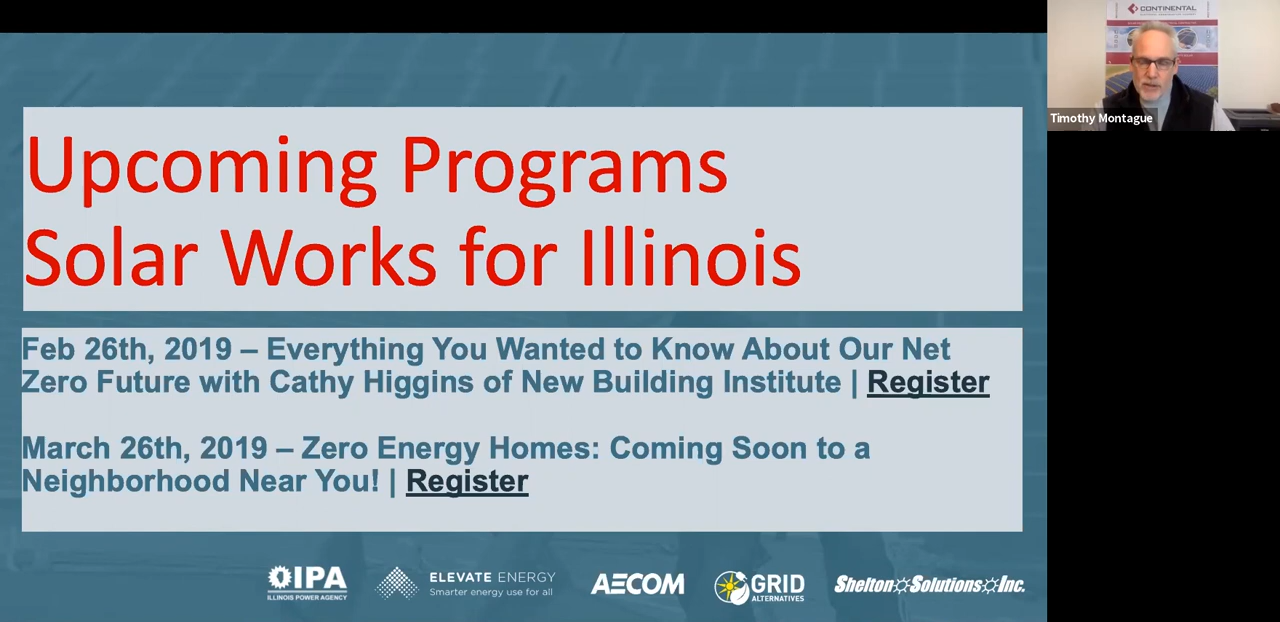 Upcoming Programs
Solar Works for Illinois
Feb 26th, 2019 – Everything You Wanted to Know About Our Net
Zero Future with Cathy Higgins of New Building Institute | Register
March 26th, 2019 – Zero Energy Homes: Coming Soon to a
Neighborhood Near You! | Register
IPA
ILLINOIS POWER AGENCY
ELEVATE ENERGY
Smarter energy use for all
AECOM
GRID
ALTERNATIVES
Shelton Solutions Inc.
CONTINENTAL
Timothy Montague